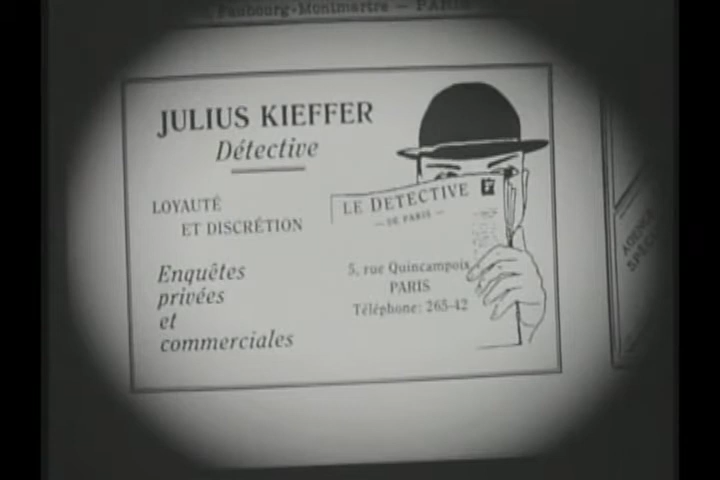 Faubourg-Montmartre — PARIS
JULIUS KIEFFER
Détective
LOYAUTÉ
ET DISCRÉTION
Enquêtes
privées
et
commerciales
LE DETECTIVE
— DE PARIS —
5, rue Quincampoix
PARIS
Téléphone: 265-42